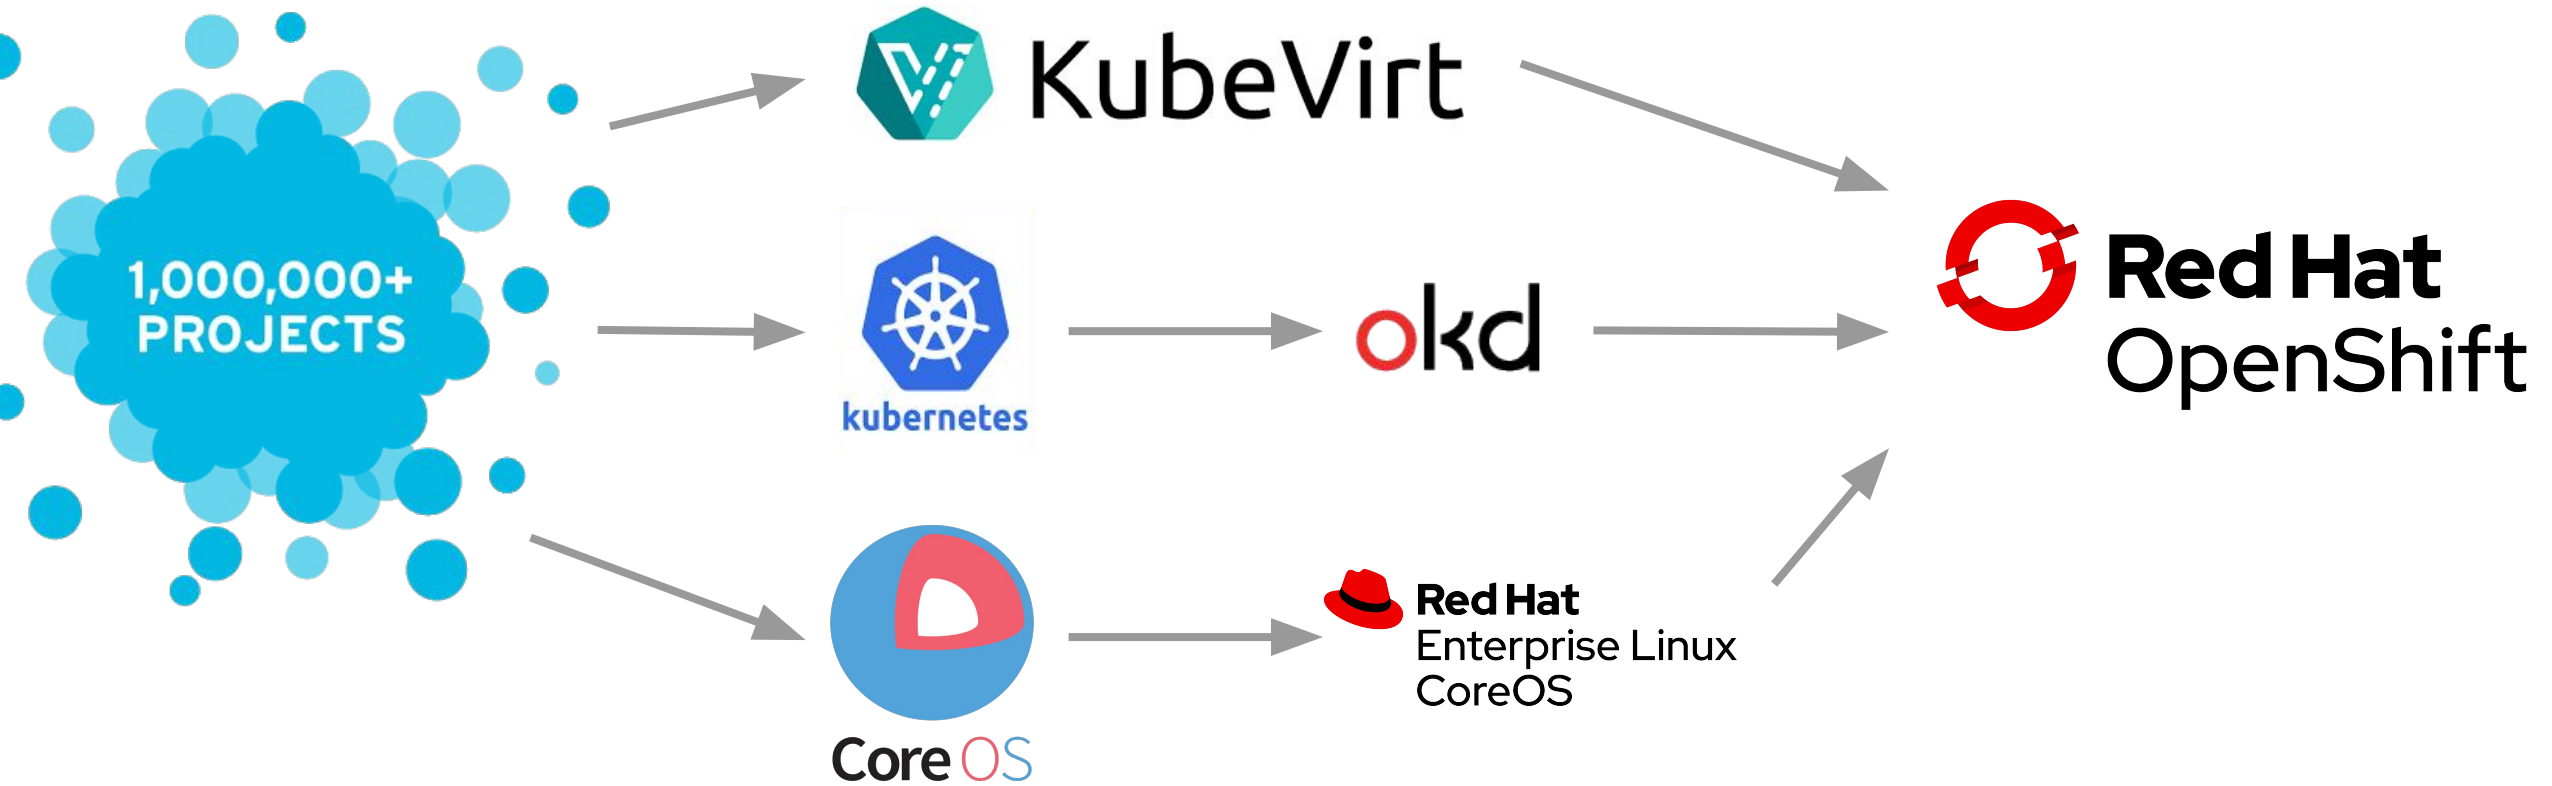 1,000,000+
PROJECTS
KubeVirt
kubernetes
okd
Core OS
Red Hat
Enterprise Linux
CoreOS
Red Hat
OpenShift